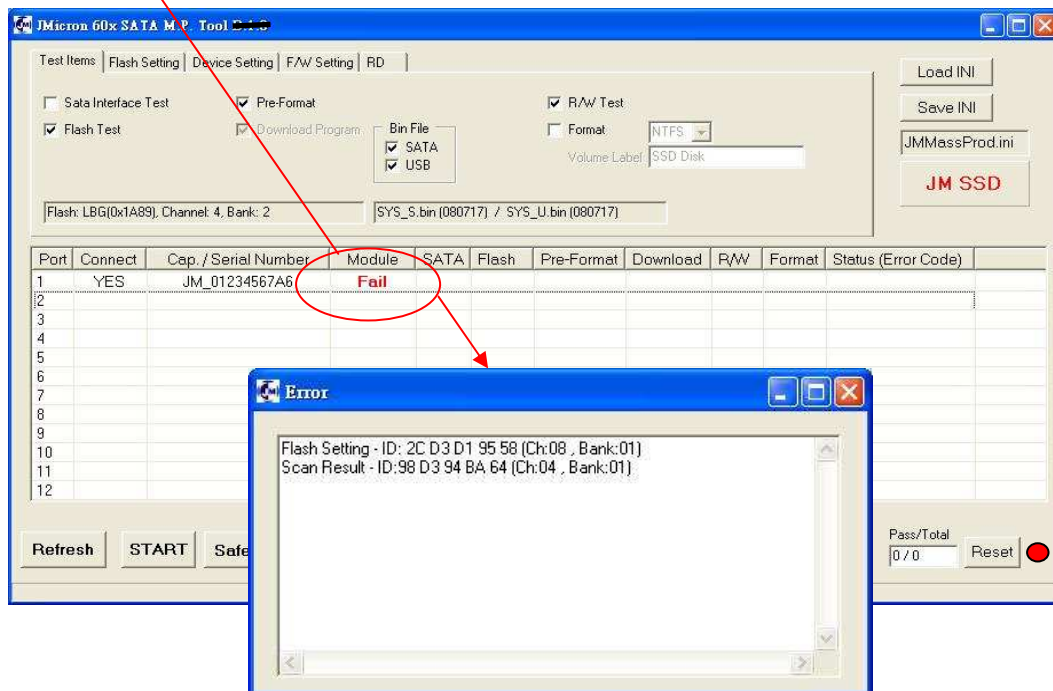 JMicron 60x SATA M.P. Tool
Test Items Flash Setting Device Setting F/W Setting RD
Load INI
Sata Interface Test Pre-Format R/W Test
Save INI
Flash Test Download Program Bin File Format NTFS
SATA
JMMassProd.ini
Volume Label SSD Disk
USB
JM SSD
Flash: LBG(0x1A89), Channel: 4, Bank: 2 SYS_S.bin (080717) / SYS_U.bin (080717)
Port Connect Cap. / Serial Number Module SATA Flash Pre-Format Download R/W Format Status (Error Code)
1 YES JM_01234567A6 Fail
2
3
4
5
6
7
8
9
10
11
12
Error
Flash Setting - ID: 2C D3 D1 95 58 (Ch:08 , Bank:01)
Scan Result - ID:98 D3 94 BA 64 (Ch:04 , Bank:01)
Refresh START Safe
Pass/Total
0 / 0 Reset